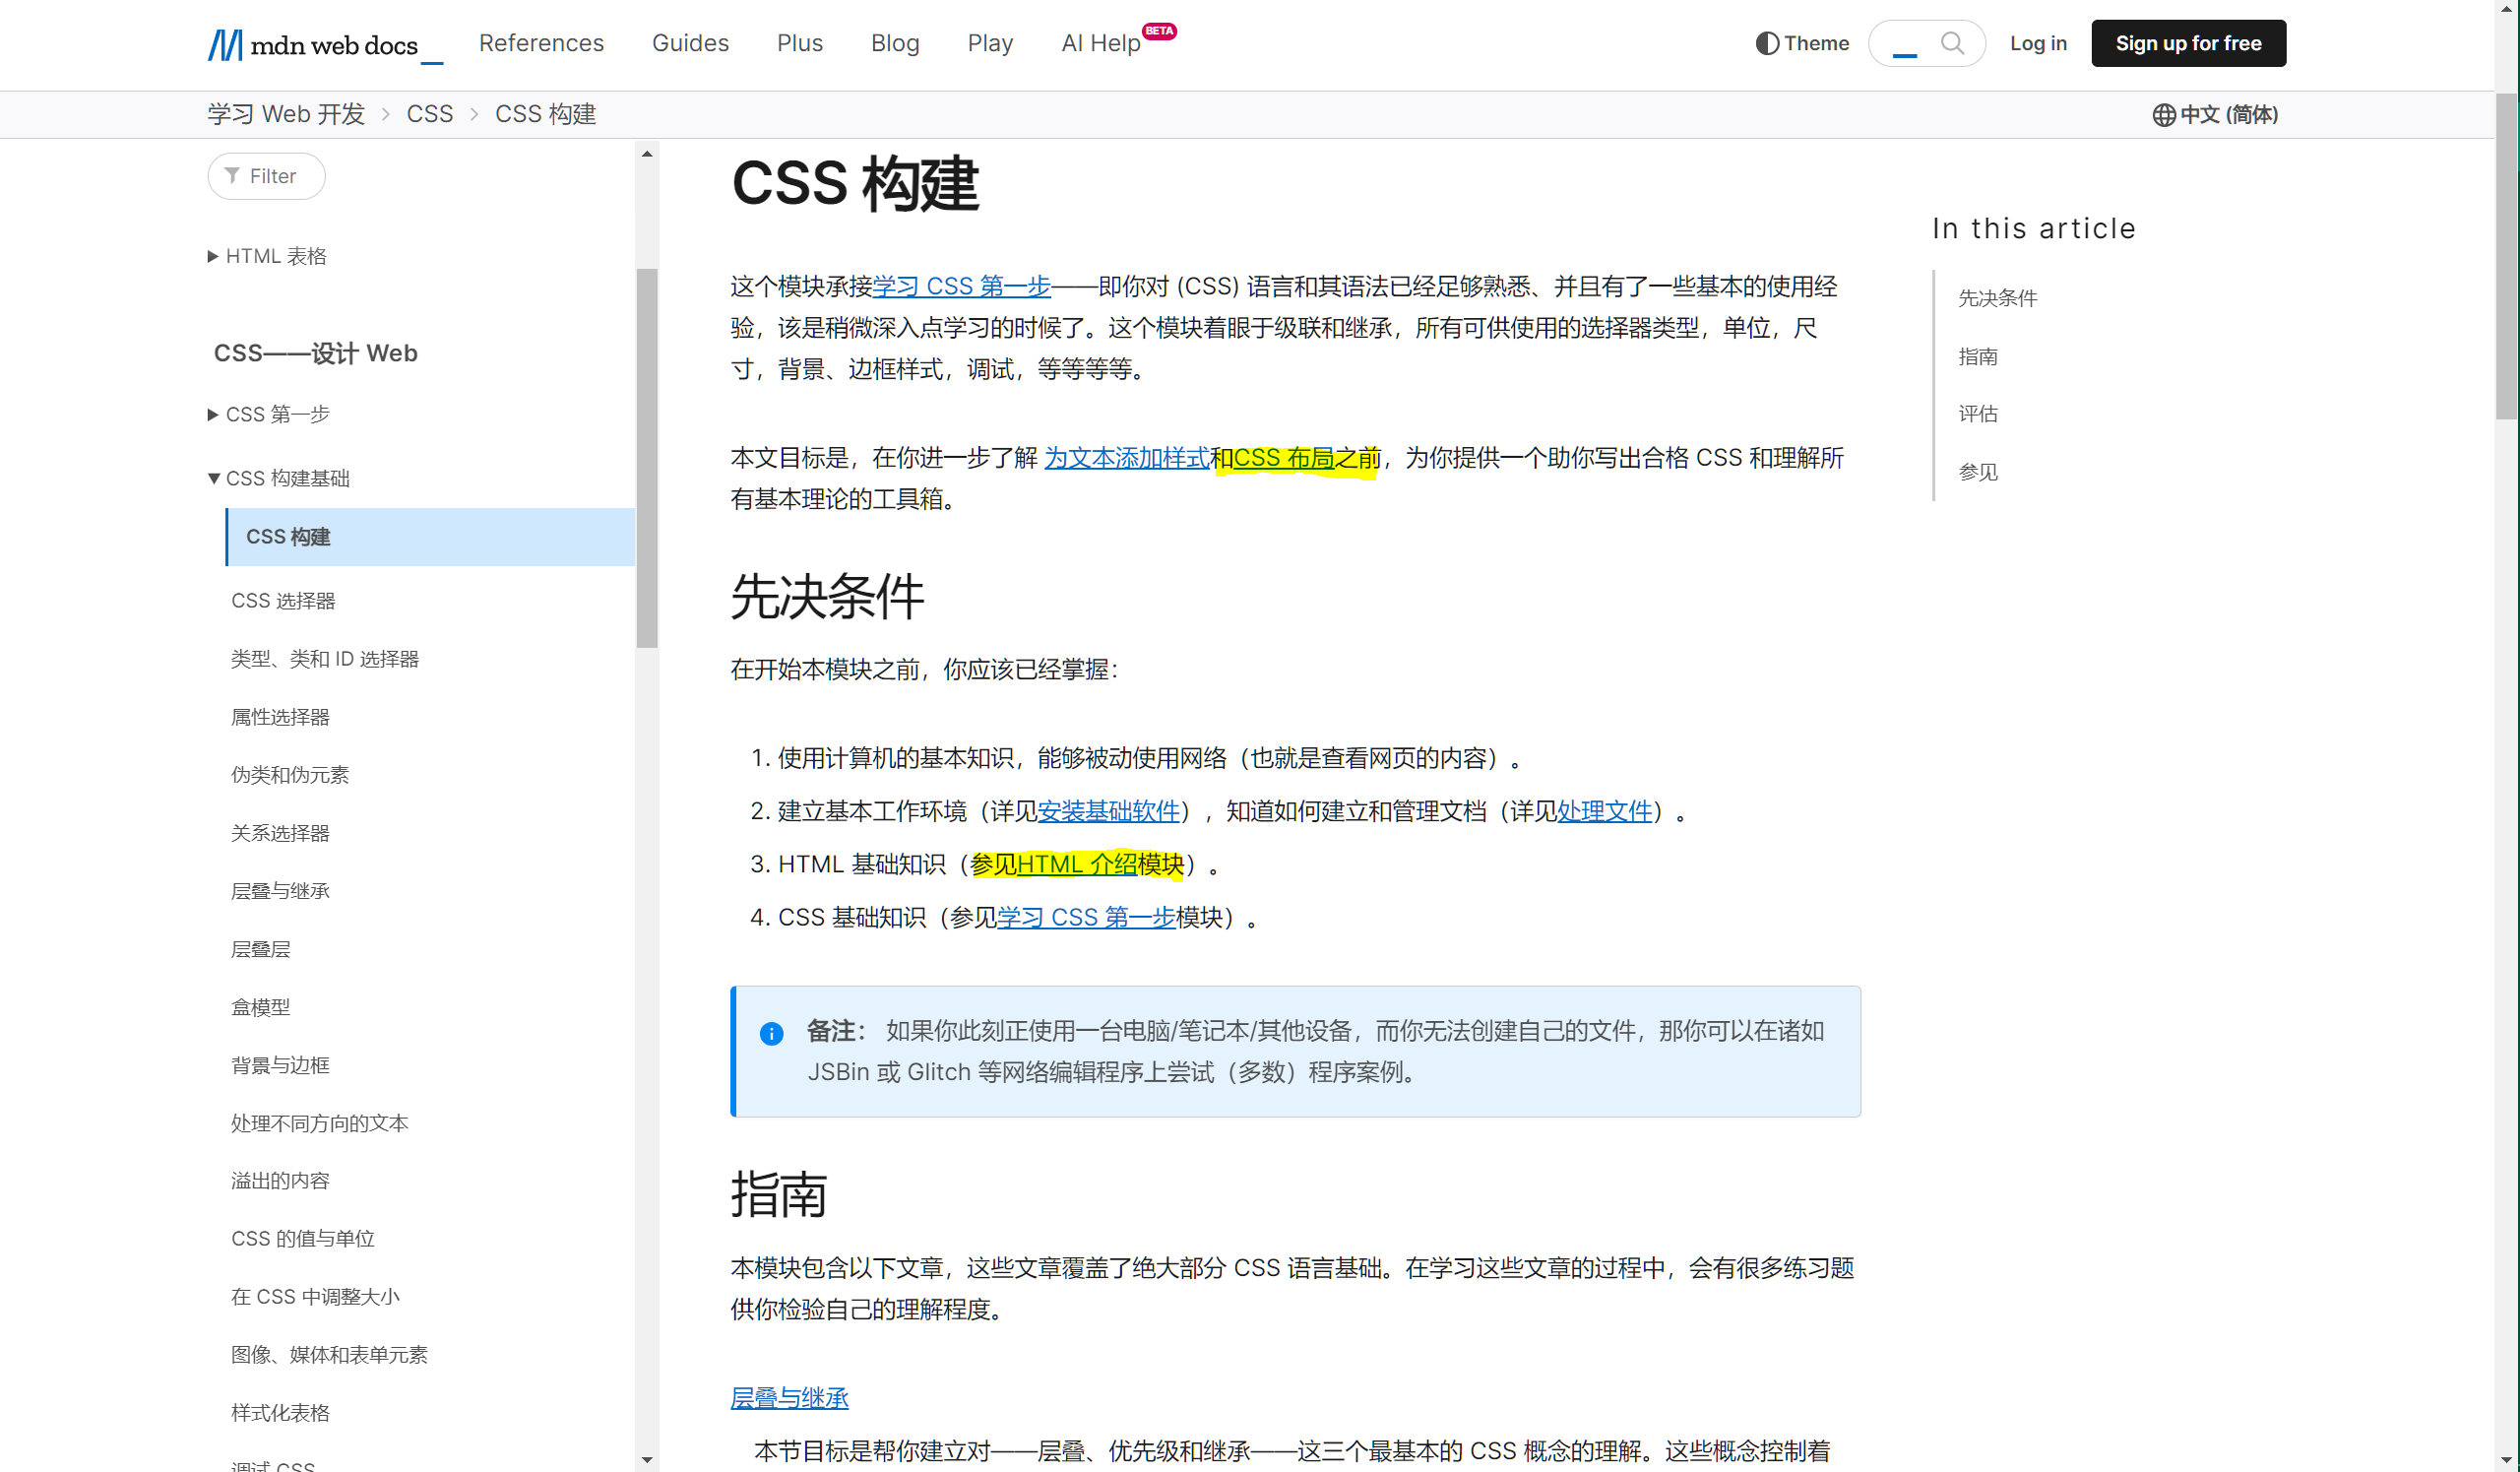 mdn web docs_
References
Guides
Plus
Blog
Play
AI Help BETA
Theme
Log in
Sign up for free
学习 Web 开发 > CSS > CSS 构建
中文 (简体)
Filter
HTML 表格
CSS——设计 Web
CSS 第一步
CSS 构建基础
CSS 构建
CSS 选择器
类型、类和 ID 选择器
属性选择器
伪类和伪元素
关系选择器
层叠与继承
层叠层
盒模型
背景与边框
处理不同方向的文本
溢出的内容
CSS 的值与单位
在 CSS 中调整大小
图像、媒体和表单元素
样式化表格
调试 CSS
CSS 构建
这个模块承接学习 CSS 第一步——即你对 (CSS) 语言和其语法已经足够熟悉、并且有了一些基本的使用经
验，该是稍微深入点学习的时候了。这个模块着眼于级联和继承，所有可供使用的选择器类型，单位，尺
寸，背景、边框样式，调试，等等等等。
本文目标是，在你进一步了解 为文本添加样式和CSS 布局之前，为你提供一个助你写出合格 CSS 和理解所
有基本理论的工具箱。
先决条件
在开始本模块之前，你应该已经掌握：
1. 使用计算机的基本知识，能够被动使用网络（也就是查看网页的内容）。
2. 建立基本工作环境（详见安装基础软件），知道如何建立和管理文档（详见处理文件）。
3. HTML 基础知识（参见HTML 介绍模块）。
4. CSS 基础知识（参见学习 CSS 第一步模块）。
备注： 如果你此刻正使用一台电脑/笔记本/其他设备，而你无法创建自己的文件，那你可以在诸如
JSBin 或 Glitch 等网络编辑程序上尝试（多数）程序案例。
指南
本模块包含以下文章，这些文章覆盖了绝大部分 CSS 语言基础。在学习这些文章的过程中，会有很多练习题
供你检验自己的理解程度。
层叠与继承
本节目标是帮你建立对——层叠、优先级和继承——这三个最基本的 CSS 概念的理解。这些概念控制着
In this article
先决条件
指南
评估
参见